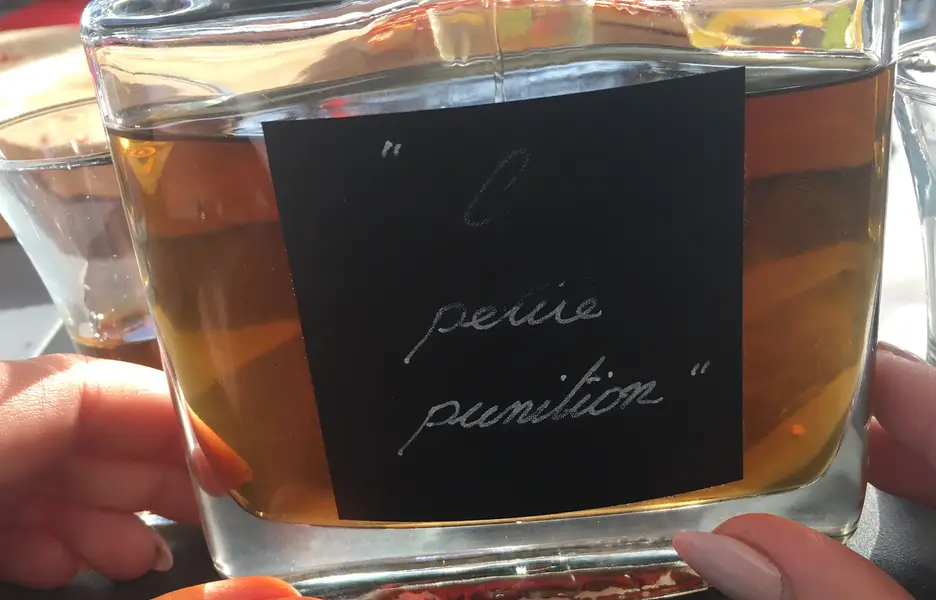 "
petite
punition"